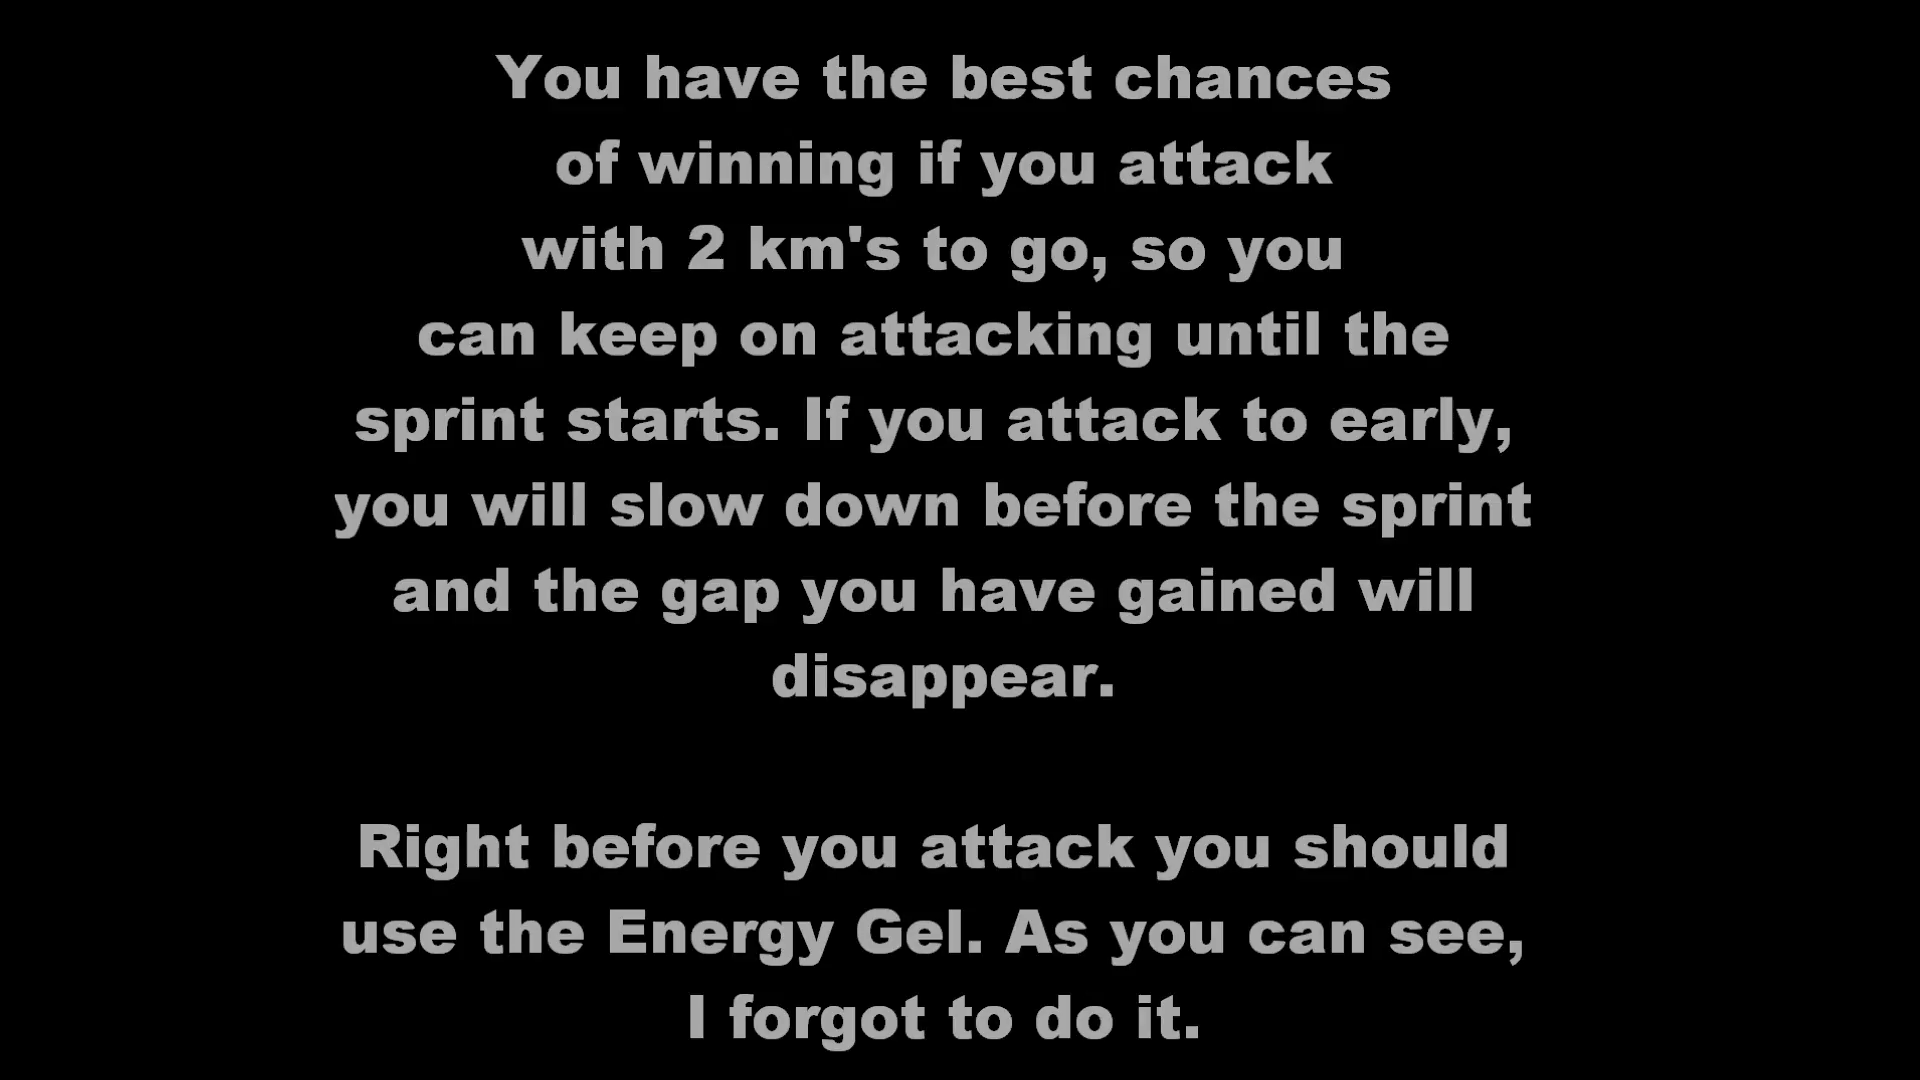 You have the best chances
of winning if you attack
with 2 km's to go, so you
can keep on attacking until the
sprint starts. If you attack to early,
you will slow down before the sprint
and the gap you have gained will
disappear.
Right before you attack you should
use the Energy Gel. As you can see,
I forgot to do it.